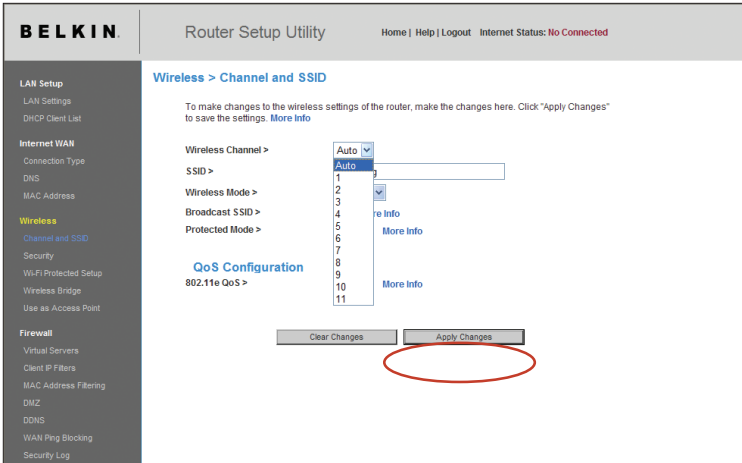 BELKIN.
Router Setup Utility
Home | Help | Logout Internet Status: No Connected
LAN Setup
LAN Settings
DHCP Client List
Internet WAN
Connection Type
DNS
MAC Address
Wireless
Channel and SSID
Security
Wi-Fi Protected Setup
Wireless Bridge
Use as Access Point
Firewall
Virtual Servers
Client IP Filters
MAC Address Filtering
DMZ
DDNS
WAN Ping Blocking
Security Log
Wireless > Channel and SSID
To make changes to the wireless settings of the router, make the changes here. Click "Apply Changes"
to save the settings. More Info
Wireless Channel > Auto
SSID >
Wireless Mode >
Broadcast SSID > Info
Protected Mode > More Info
Auto
1
2
3
4
5
6
7
8
9
10
11
QoS Configuration
802.11e QoS > More Info
Clear Changes Apply Changes